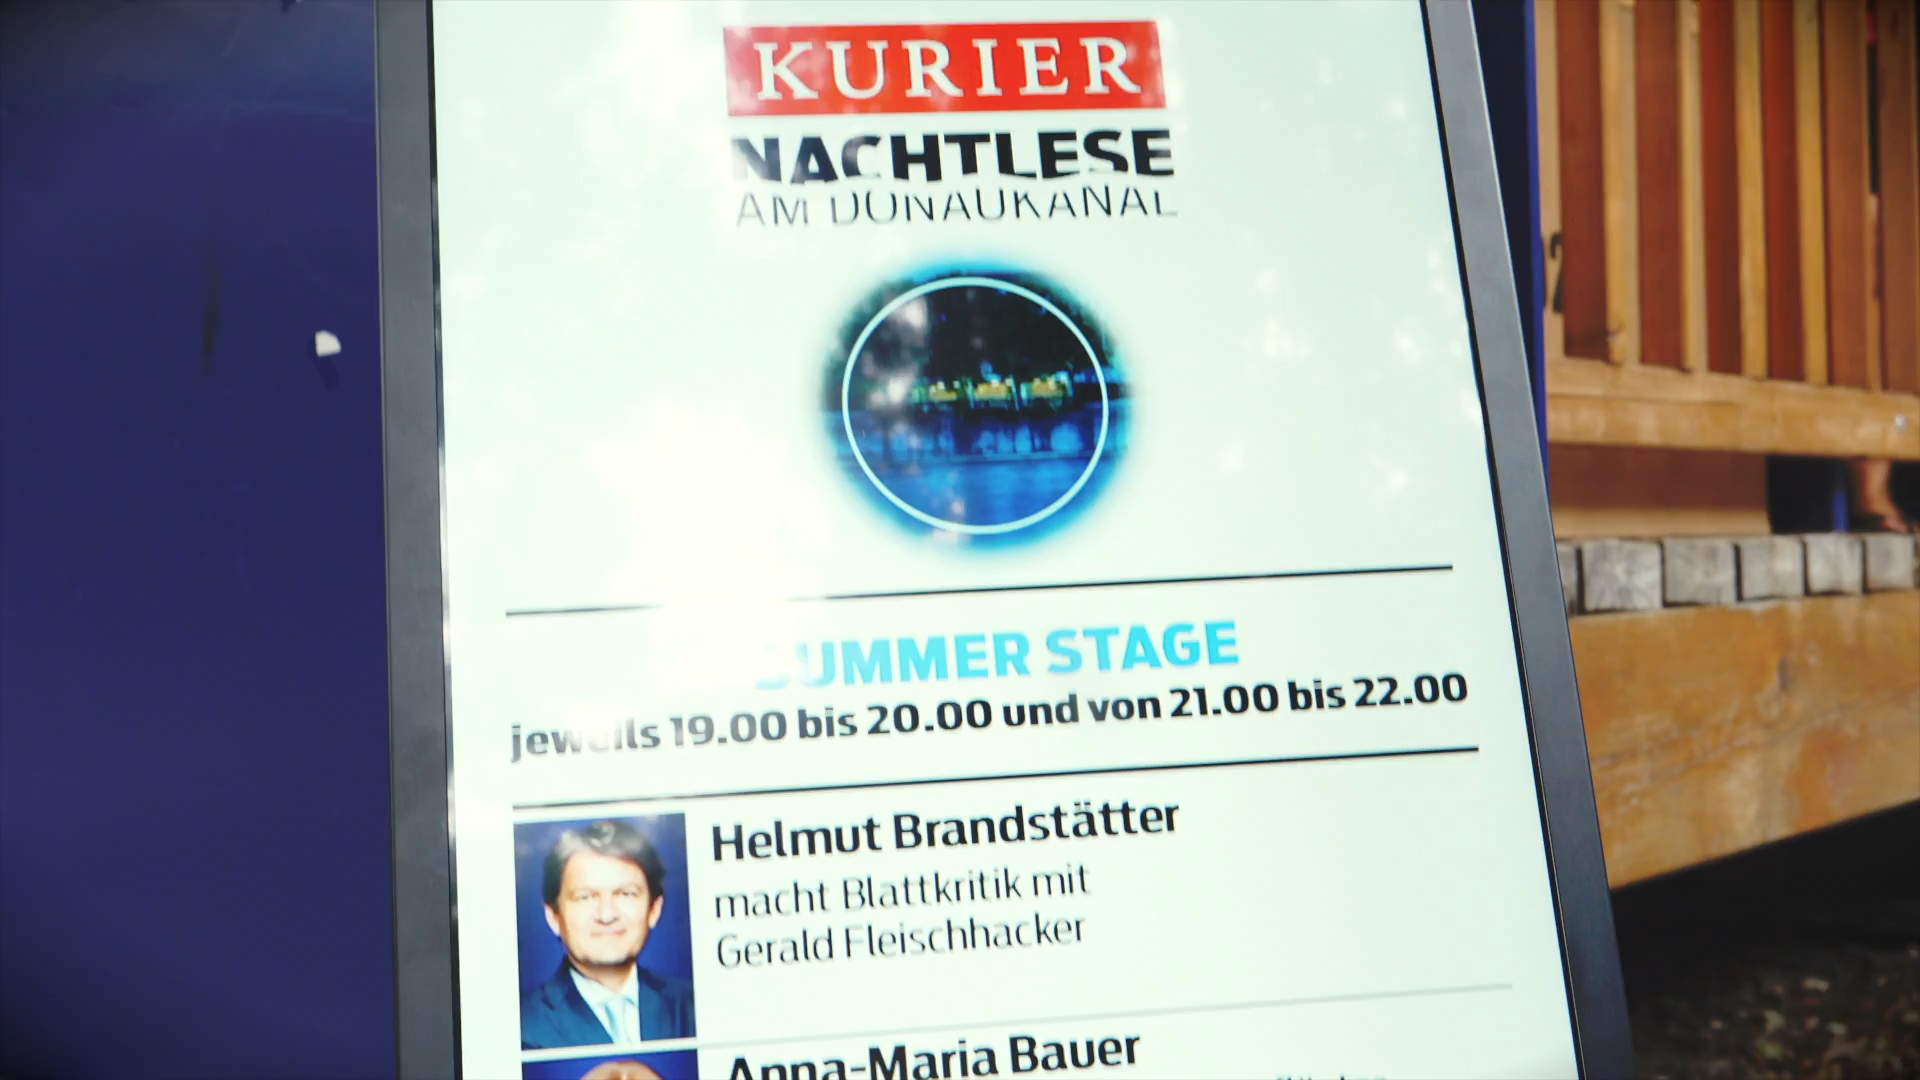 KURIER
NACHTLESE
AM DONAUKANAL
SUMMER STAGE
jeweils 19.00 bis 20.00 und von 21.00 bis 22.00
Helmut Brandstätter
macht Blattkritik mit
Gerald Fleischhacker
Anna-Maria Bauer